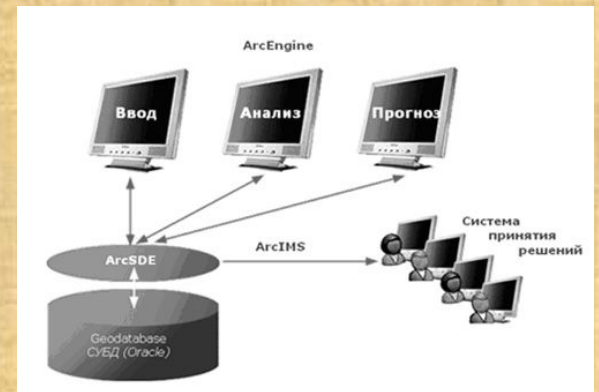 ArcEngine
Ввод
Анализ
Прогноз
ArcSDE
ArcIMS
Система
принятия
решений
Geodatabase
СУБД (Oracle)